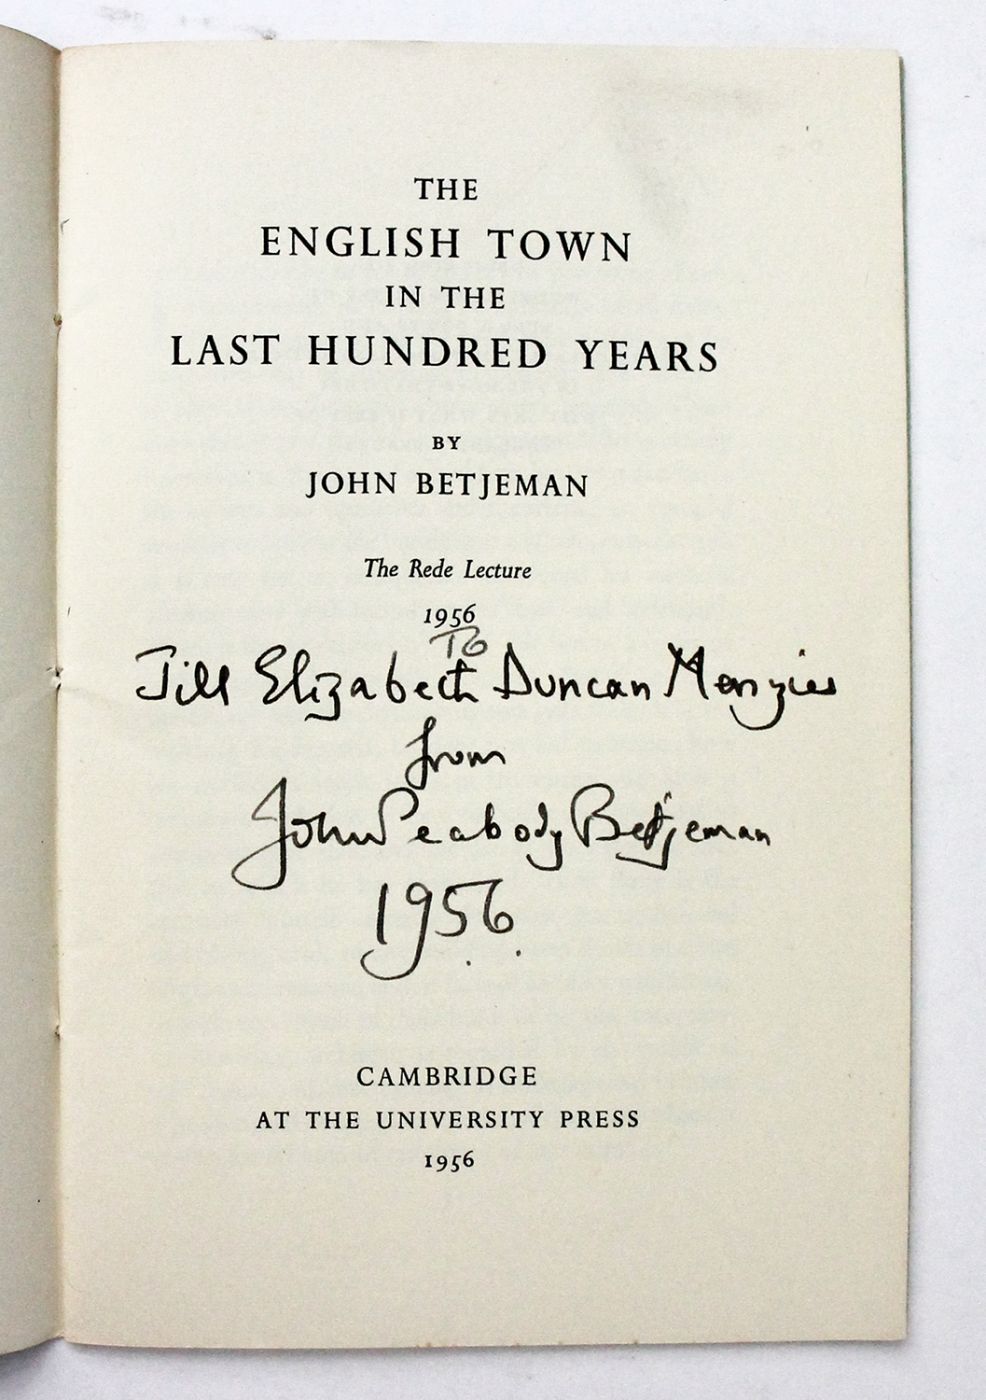 THE
ENGLISH TOWN
IN THE
LAST HUNDRED YEARS
BY
JOHN BETJEMAN
The Rede Lecture
1956
To
Jill Elizabeth Duncan Menzies
from
John Peabody Betjeman
1956.
CAMBRIDGE
AT THE UNIVERSITY PRESS
1956